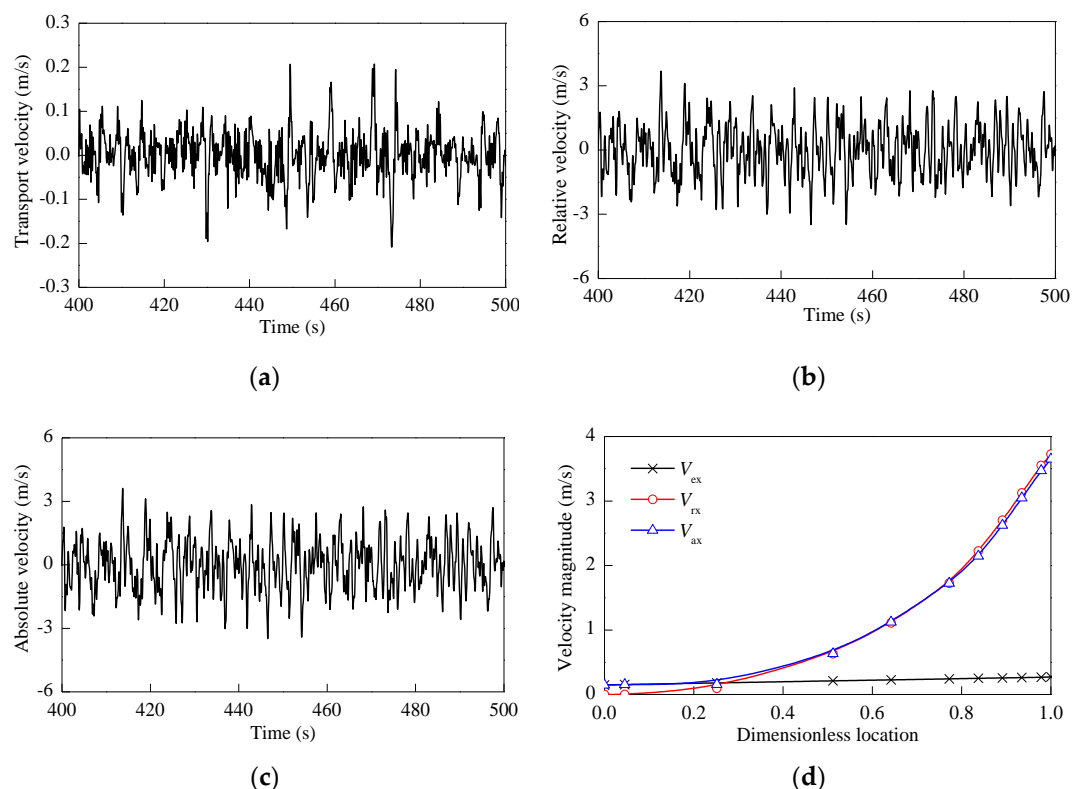 0.3
0.2
0.1
0.0
-0.1
-0.2
-0.3
400 420 440 460 480 500
Transport velocity (m/s)
Time (s)
(a)
6
3
0
-3
-6
400 420 440 460 480 500
Relative velocity (m/s)
Time (s)
(b)
6
3
0
-3
-6
400 420 440 460 480 500
Absolute velocity (m/s)
Time (s)
(c)
4
3
2
1
0
0.0 0.2 0.4 0.6 0.8 1.0
Velocity magnitude (m/s)
Dimensionless location
Vex
Vrx
Vax
(d)